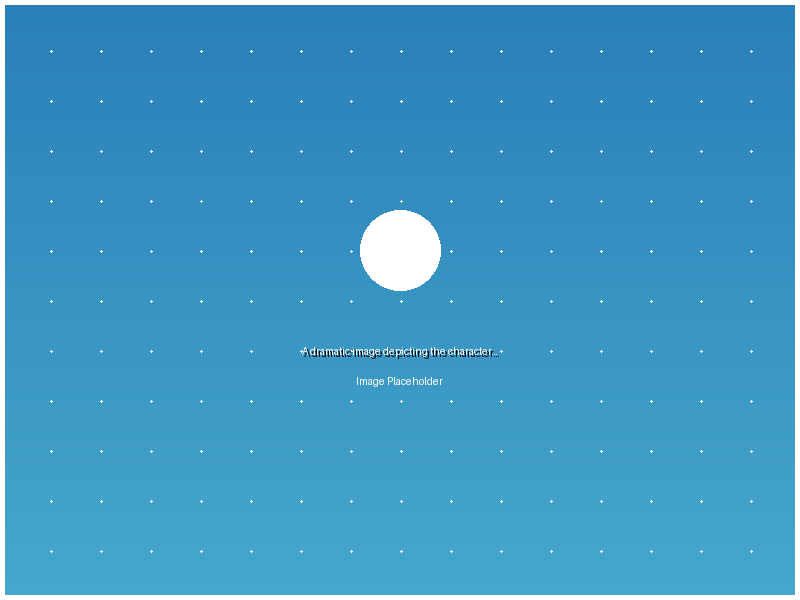 A dramatic image depicting the character...
Image Placeholder